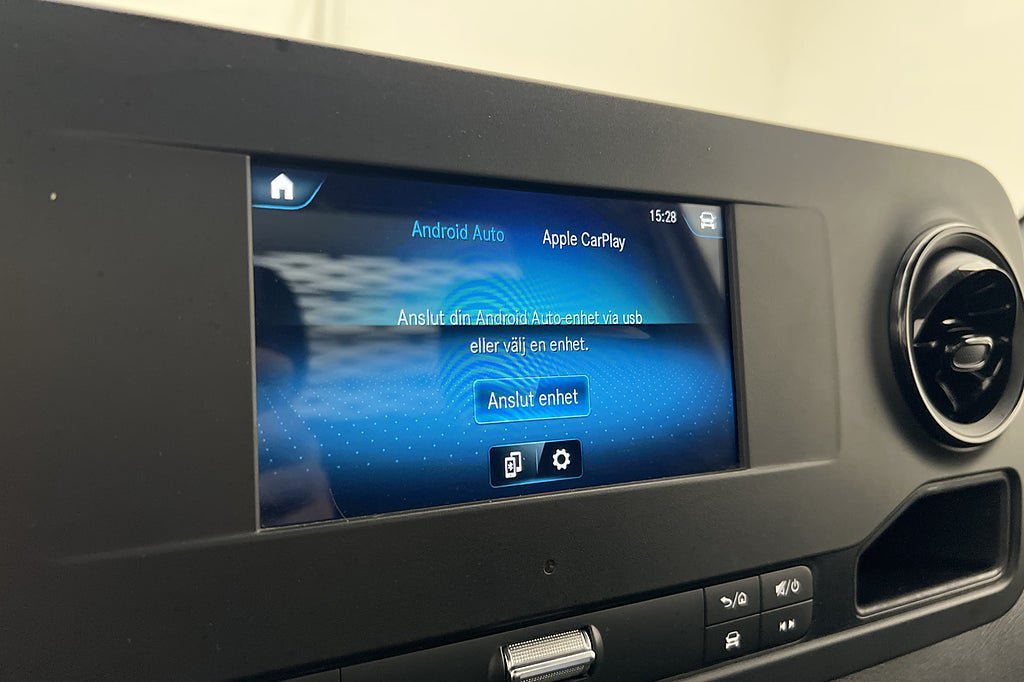 15:28
Android Auto
Apple CarPlay
Anslut din Android Auto-enhet via usb
eller välj en enhet.
Anslut enhet